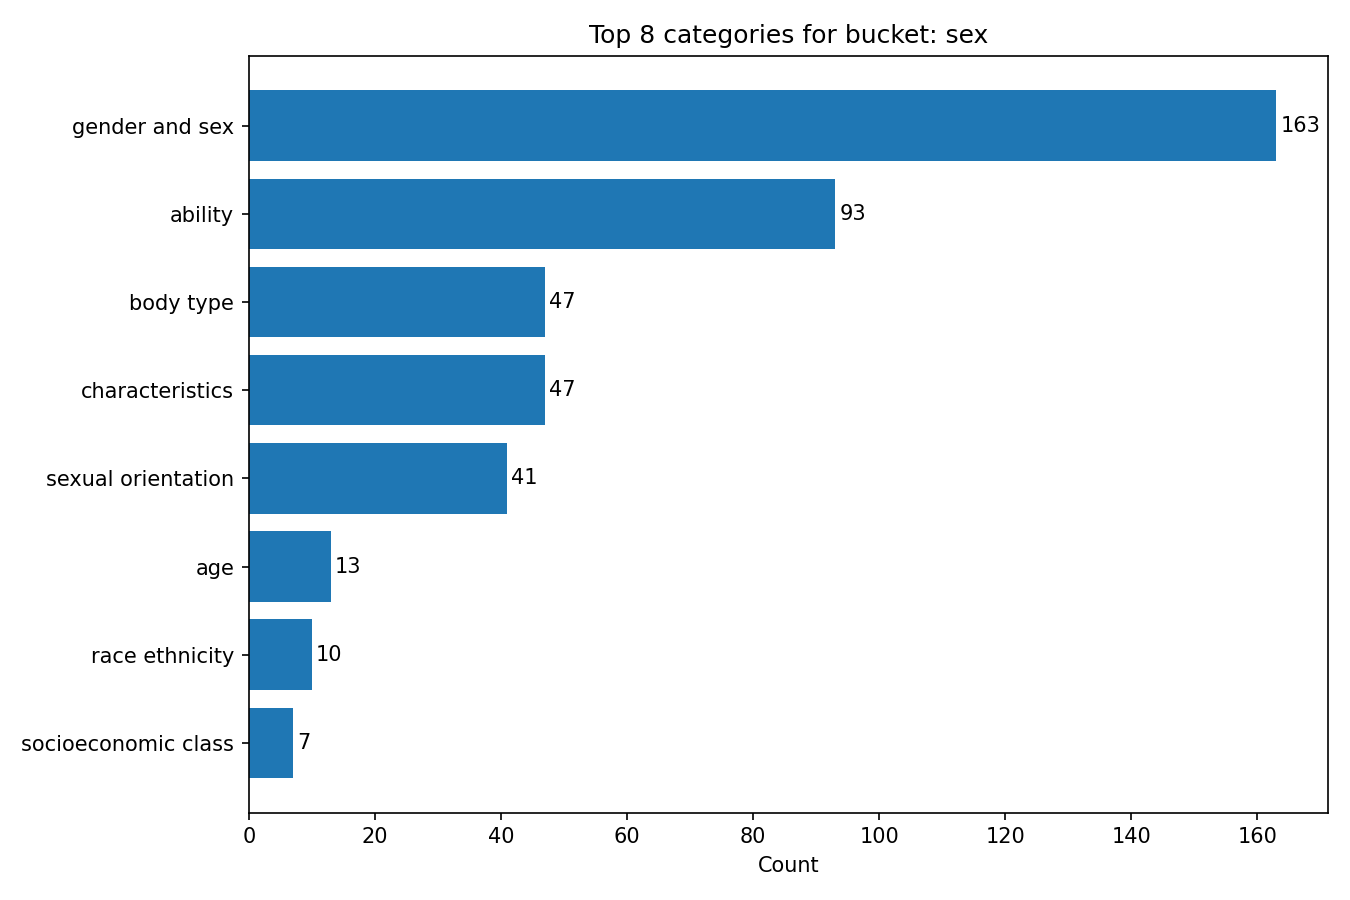 Top 8 categories for bucket: sex
gender and sex 163
ability 93
body type 47
characteristics 47
sexual orientation 41
age 13
race ethnicity 10
socioeconomic class 7
0 20 40 60 80 100 120 140 160
Count